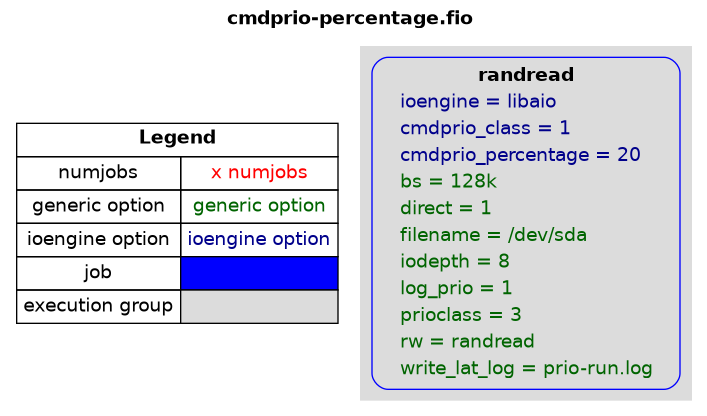 cmdprio-percentage.fio
Legend
numjobs x numjobs
generic option generic option
ioengine option ioengine option
job
execution group
randread
ioengine = libaio
cmdprio_class = 1
cmdprio_percentage = 20
bs = 128k
direct = 1
filename = /dev/sda
iodepth = 8
log_prio = 1
prioclass = 3
rw = randread
write_lat_log = prio-run.log